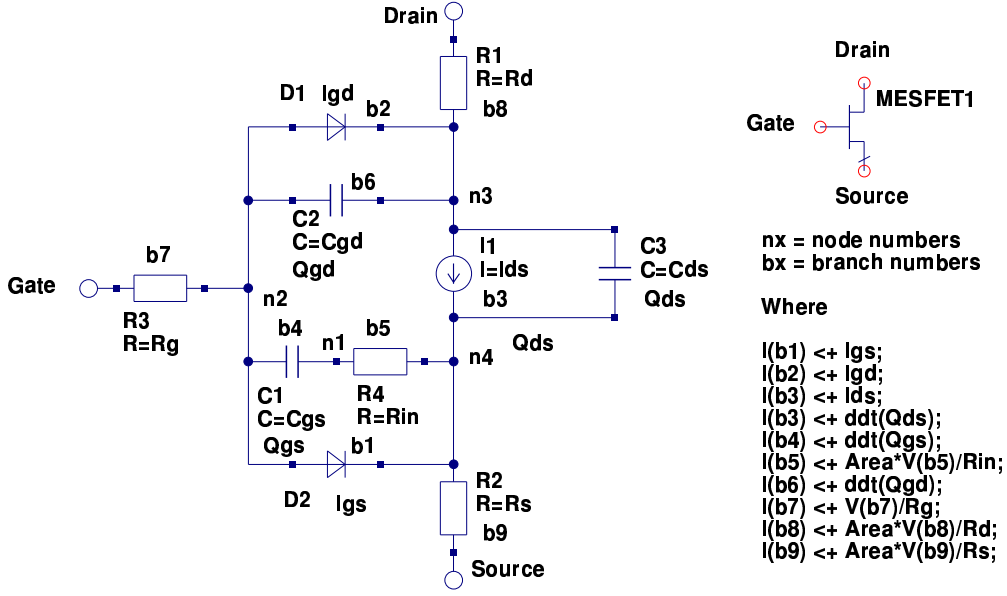 Drain
R1
R=Rd
b8
D1 Igd
b2
b6
n3
C2
C=Cgd
Qgd
I1
I=Ids
b3
C3
C=Cds
Qds
b7
Gate
n2
R3
R=Rg
b4
n1
b5
Qds
n4
C1
C=Cgs
Qgs
R4
R=Rin
b1
D2 Igs
R2
R=Rs
b9
Source
Drain
MESFET1
Gate
Source
nx = node numbers
bx = branch numbers
Where
I(b1) <+ Igs;
I(b2) <+ Igd;
I(b3) <+ Ids;
I(b3) <+ ddt(Qds);
I(b4) <+ ddt(Qgs);
I(b5) <+ Area*V(b5)/Rin;
I(b6) <+ ddt(Qgd);
I(b7) <+ V(b7)/Rg;
I(b8) <+ Area*V(b8)/Rd;
I(b9) <+ Area*V(b9)/Rs;